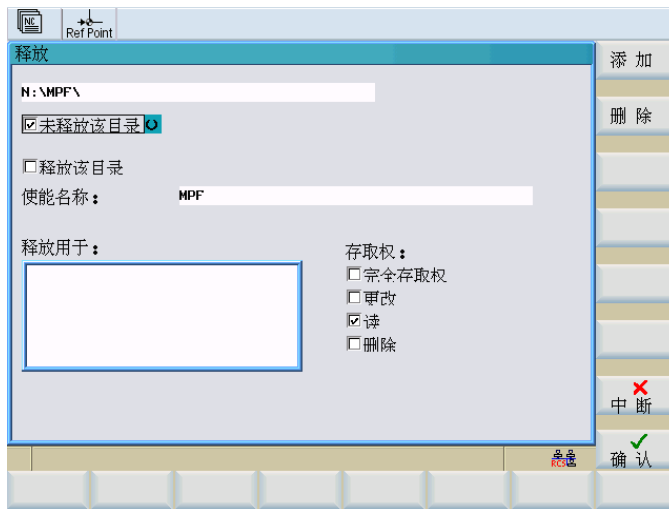 NC
Ref Point
释放
添 加
N:\MPF\
删 除
未释放该目录
释放该目录
使能名称：
MPF
释放用于：
存取权：
完全存取权
更改
读
删除
中 断
RCS
确 认